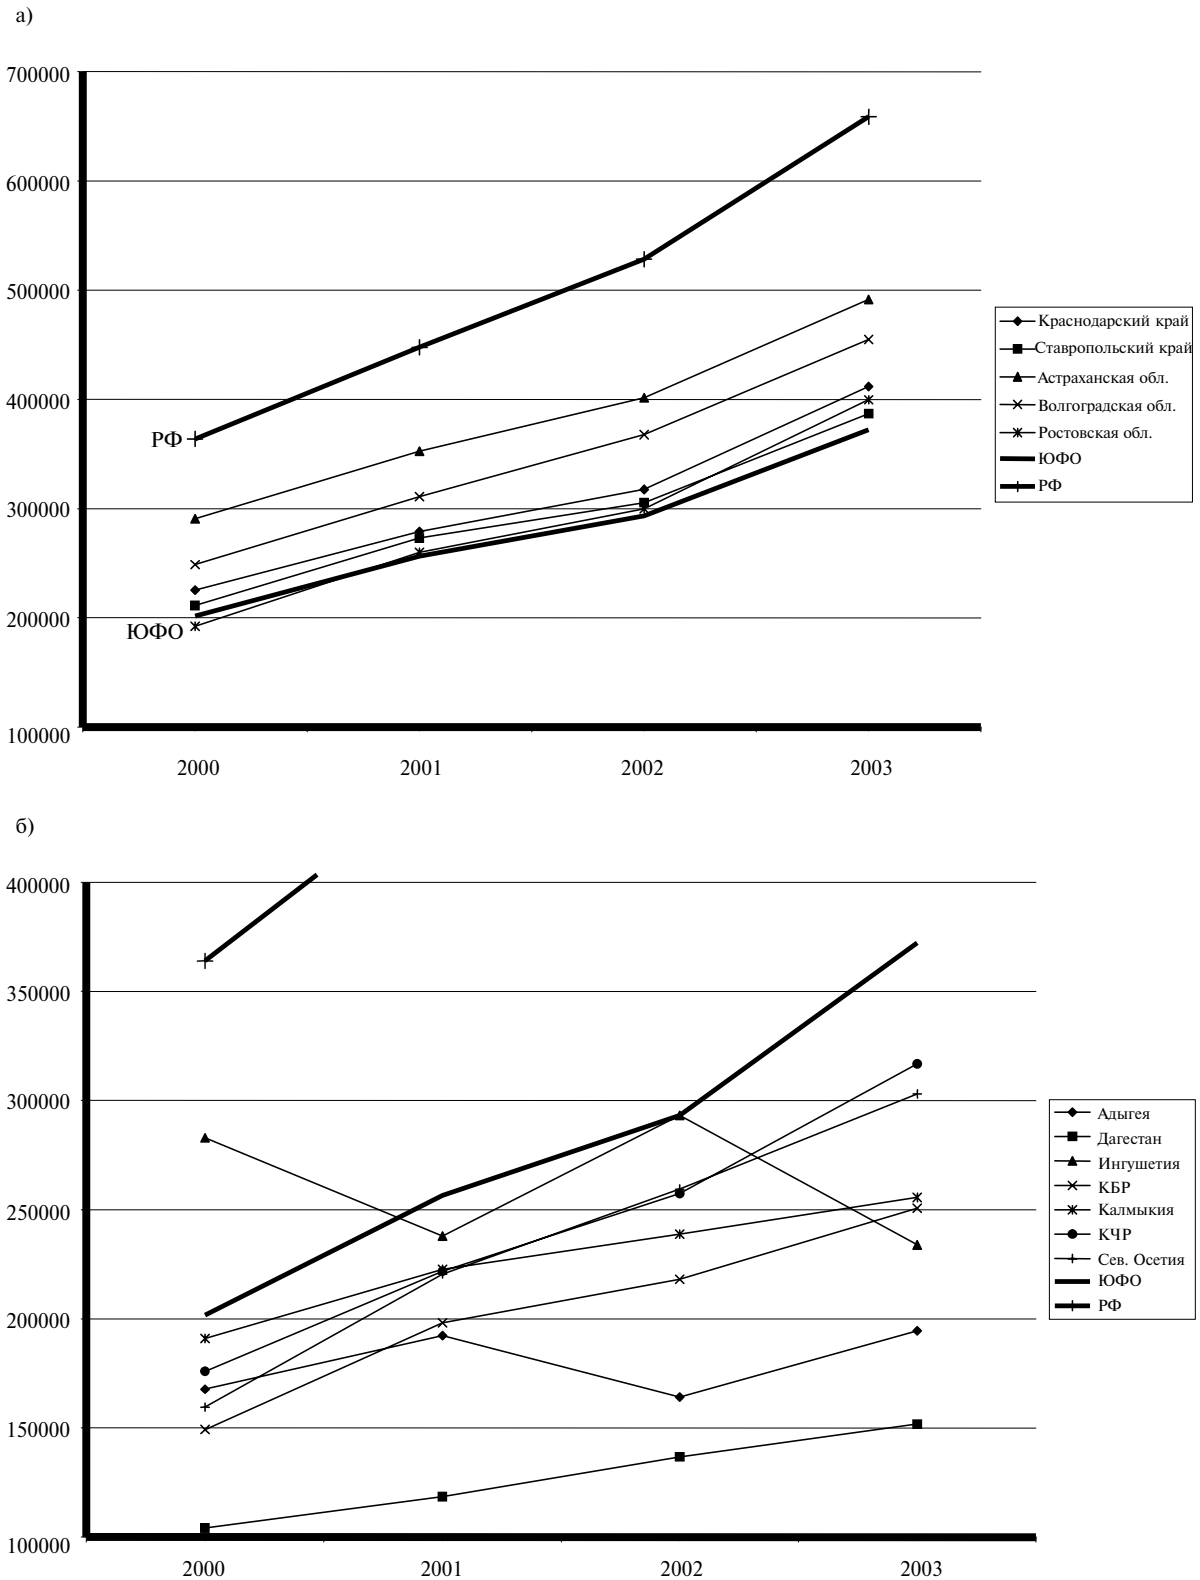 а)
700000
600000
500000
400000
300000
200000
100000
РФ
ЮФО
2000 2001 2002 2003
Краснодарский край
Ставропольский край
Астраханская обл.
Волгоградская обл.
Ростовская обл.
ЮФО
РФ
б)
400000
350000
300000
250000
200000
150000
100000
2000 2001 2002 2003
Адыгея
Дагестан
Ингушетия
КБР
Калмыкия
КЧР
Сев. Осетия
ЮФО
РФ